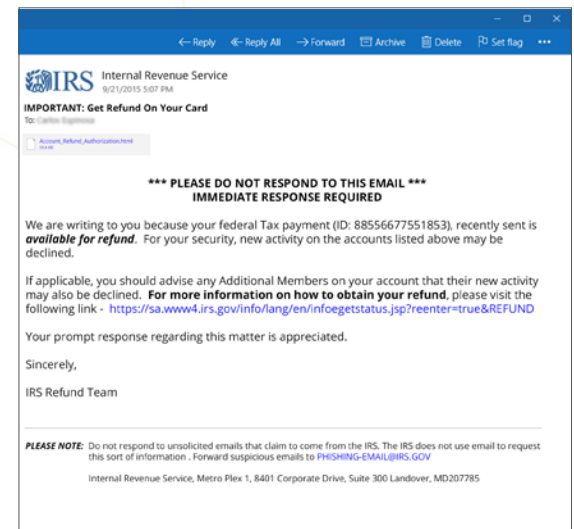 Reply Reply All Forward Archive Delete Set flag
IRS Internal Revenue Service
9/21/2015 5:07 PM
IMPORTANT: Get Refund On Your Card
To:
Account_Refund_Authorization.html
*** PLEASE DO NOT RESPOND TO THIS EMAIL ***
IMMEDIATE RESPONSE REQUIRED
We are writing to you because your federal Tax payment (ID: 88556677551853), recently sent is
available for refund. For your security, new activity on the accounts listed above may be
declined.
If applicable, you should advise any Additional Members on your account that their new activity
may also be declined. For more information on how to obtain your refund, please visit the
following link - https://sa.www4.irs.gov/info/lang/en/infoegetstatus.jsp?reenter=true&REFUND
Your prompt response regarding this matter is appreciated.
Sincerely,
IRS Refund Team
PLEASE NOTE: Do not respond to unsolicited emails that claim to come from the IRS. The IRS does not use email to request
this sort of information . Forward suspicious emails to PHISHING-EMAIL@IRS.GOV
Internal Revenue Service, Metro Plex 1, 8401 Corporate Drive, Suite 300 Landover, MD207785